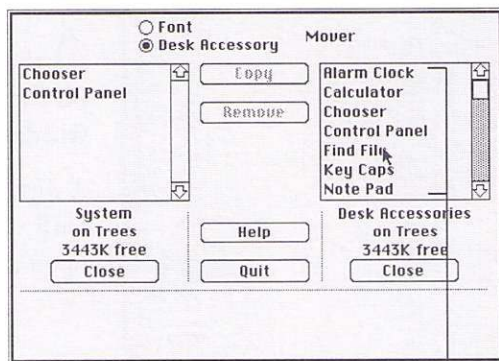 Font
Desk Accessory
Mover
Chooser
Control Panel
Copy
Remove
Alarm Clock
Calculator
Chooser
Control Panel
Find File
Key Caps
Note Pad
System
on Trees
3443K free
Close
Help
Quit
Desk Accessories
on Trees
3443K free
Close